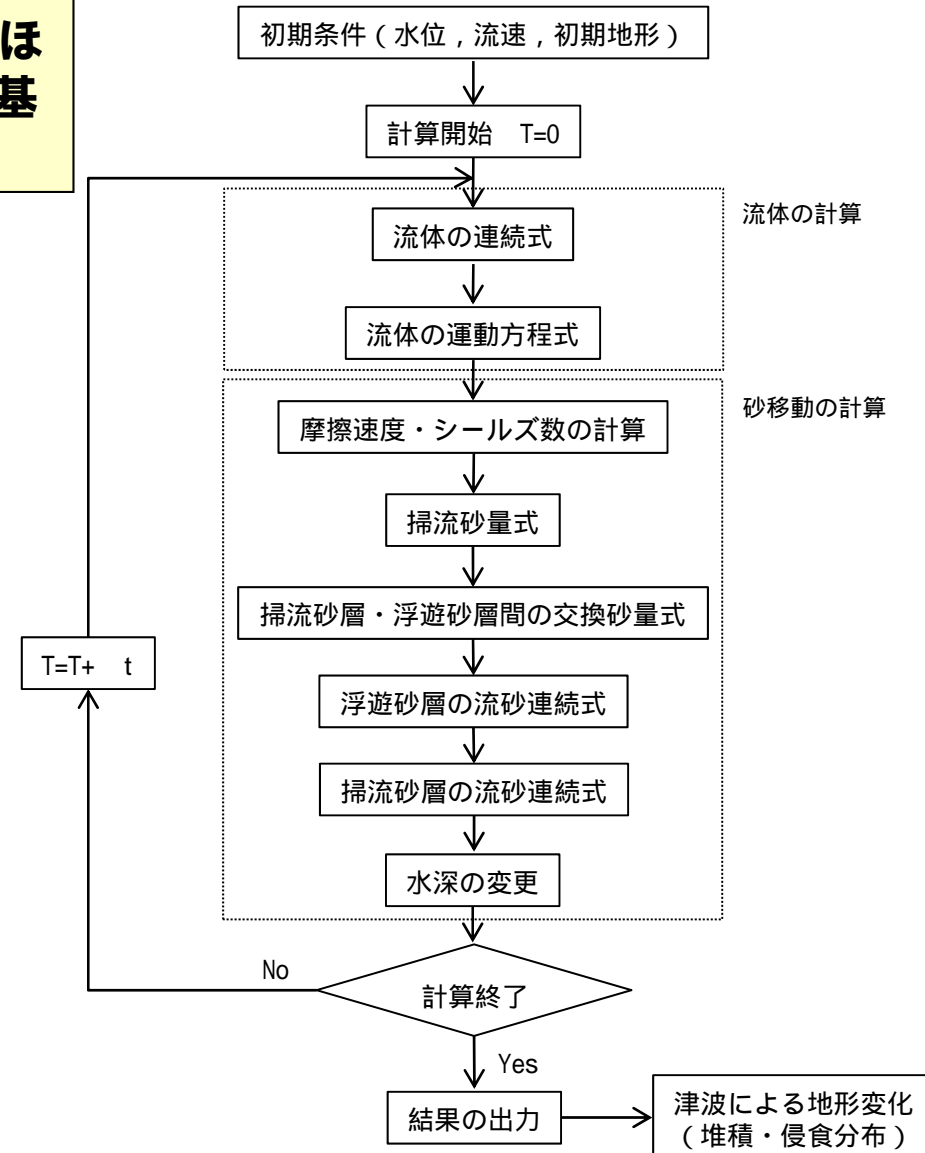 ほ
基
初期条件（水位，流速，初期地形）
計算開始　T=0
流体の計算
流体の連続式
流体の運動方程式
砂移動の計算
摩擦速度・シールズ数の計算
掃流砂量式
掃流砂層・浮遊砂層間の交換砂量式
T=T+　t
浮遊砂層の流砂連続式
掃流砂層の流砂連続式
水深の変更
No
計算終了
Yes
結果の出力
津波による地形変化
（堆積・侵食分布）